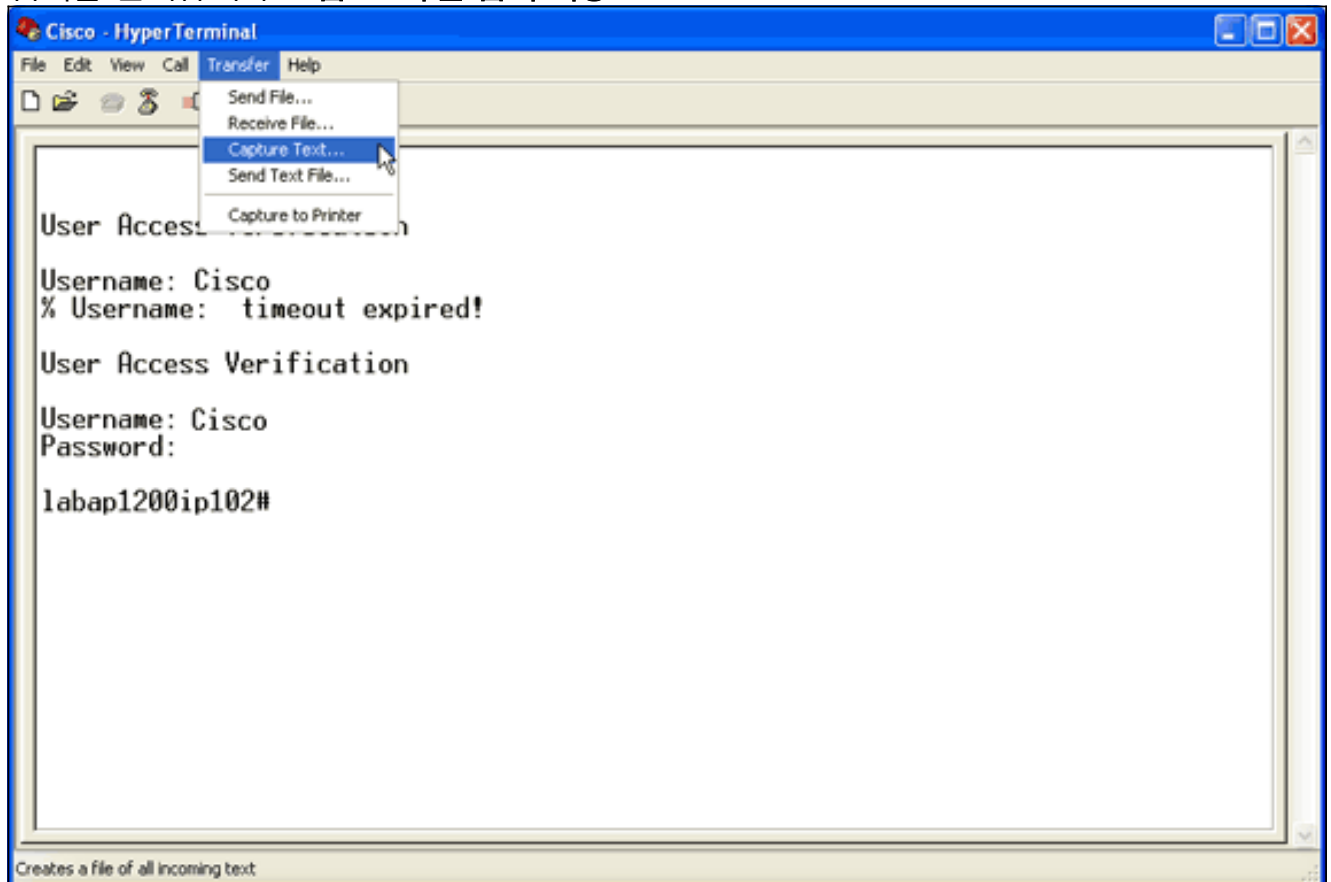 Cisco - HyperTerminal
File Edit View Call Transfer Help
Send File...
Receive File...
Capture Text...
Send Text File...
Capture to Printer
User Access
Username: Cisco
% Username:  timeout expired!
User Access Verification
Username: Cisco
Password:
labap1200ip102#
Creates a file of all incoming text